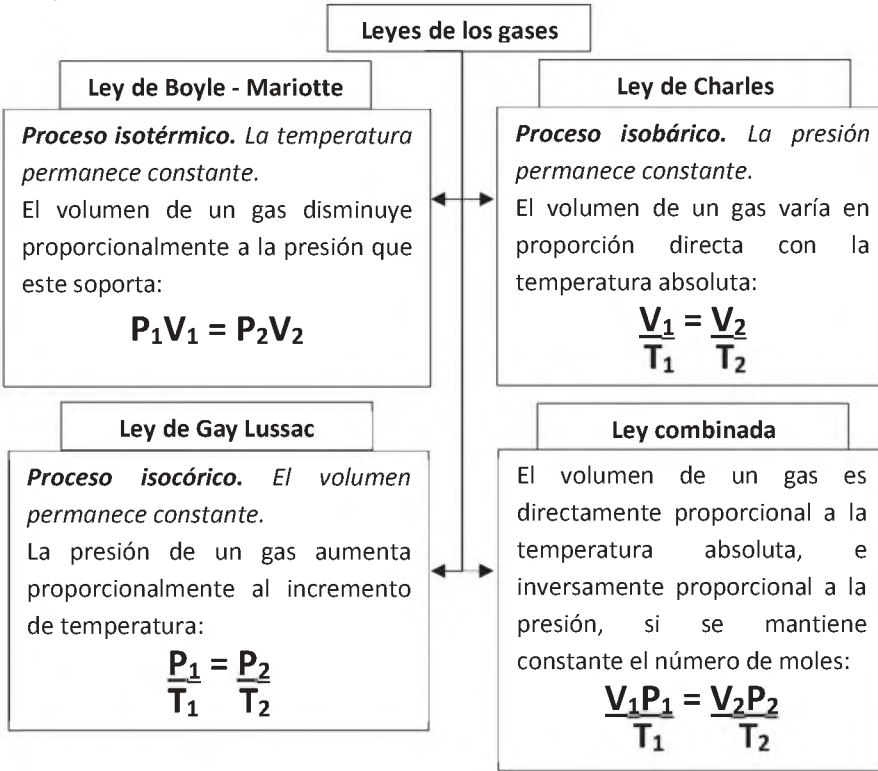 Leyes de los gases
Ley de Boyle - Mariotte
Proceso isotérmico. La temperatura
permanece constante.
El volumen de un gas disminuye
proporcionalmente a la presión que
este soporta:
P₁V₁ = P₂V₂
Ley de Charles
Proceso isobárico. La presión
permanece constante.
El volumen de un gas varía en
proporción directa con la
temperatura absoluta:
V₁ = V₂
T₁ T₂
Ley de Gay Lussac
Proceso isocórico. El volumen
permanece constante.
La presión de un gas aumenta
proporcionalmente al incremento
de temperatura:
P₁ = P₂
T₁ T₂
Ley combinada
El volumen de un gas es
directamente proporcional a la
temperatura absoluta, e
inversamente proporcional a la
presión, si se mantiene
constante el número de moles:
V₁P₁ = V₂P₂
T₁ T₂